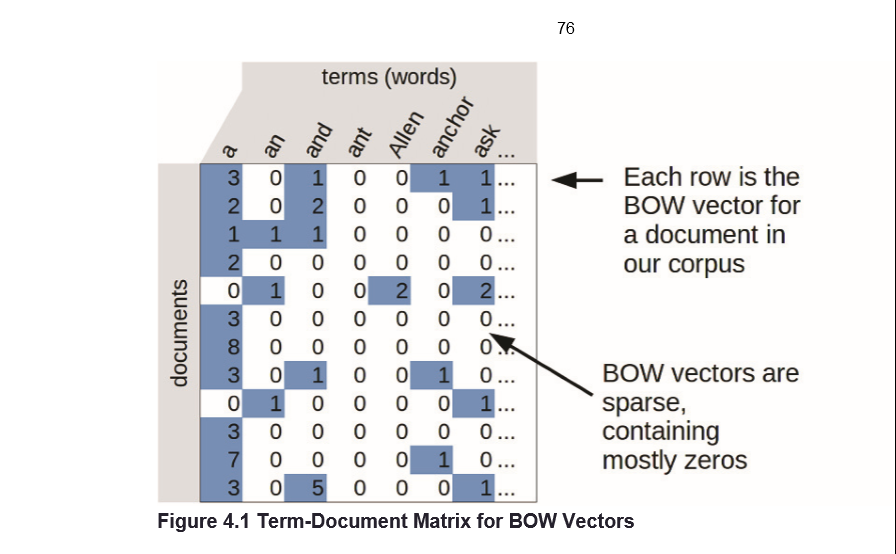 76
terms (words)
a an and ant Allen anchor ask ...
documents
3 0 1 0 0 1 1 ...
2 0 2 0 0 0 1 ...
1 1 1 0 0 0 0 ...
2 0 0 0 0 0 0 ...
0 1 0 0 2 0 2 ...
3 0 0 0 0 0 0 ...
8 0 0 0 0 0 0 ...
3 0 1 0 0 1 0 ...
0 1 0 0 0 0 1 ...
3 0 0 0 0 0 0 ...
7 0 0 0 0 1 0 ...
3 0 5 0 0 0 1 ...
Each row is the
BOW vector for
a document in
our corpus
BOW vectors are
sparse,
containing
mostly zeros
Figure 4.1 Term-Document Matrix for BOW Vectors